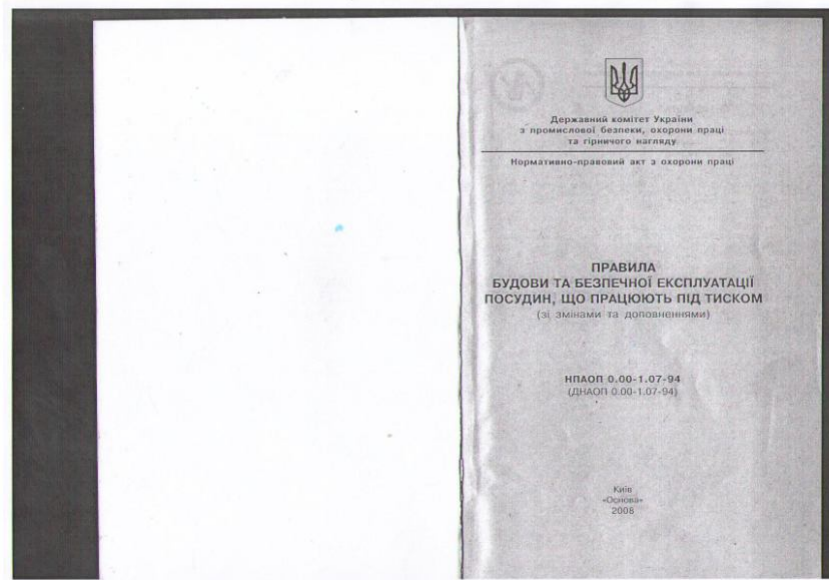 Державний комітет України
з промислової безпеки, охорони праці
та гірничого нагляду
Нормативно-правовий акт з охорони праці
ПРАВИЛА
БУДОВИ ТА БЕЗПЕЧНОЇ ЕКСПЛУАТАЦІЇ
ПОСУДИН, ЩО ПРАЦЮЮТЬ ПІД ТИСКОМ
(зі змінами та доповненнями)
НПАОП 0.00-1.07-94
(ДНАОП 0.00-1.07-94)
Київ
«Основа»
2008